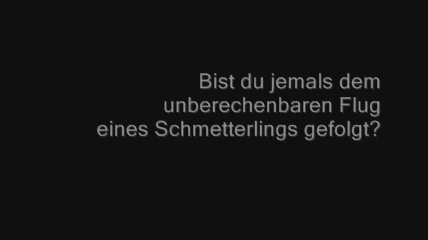 Bist du jemals dem
unberechenbaren Flug
eines Schmetterlings gefolgt?